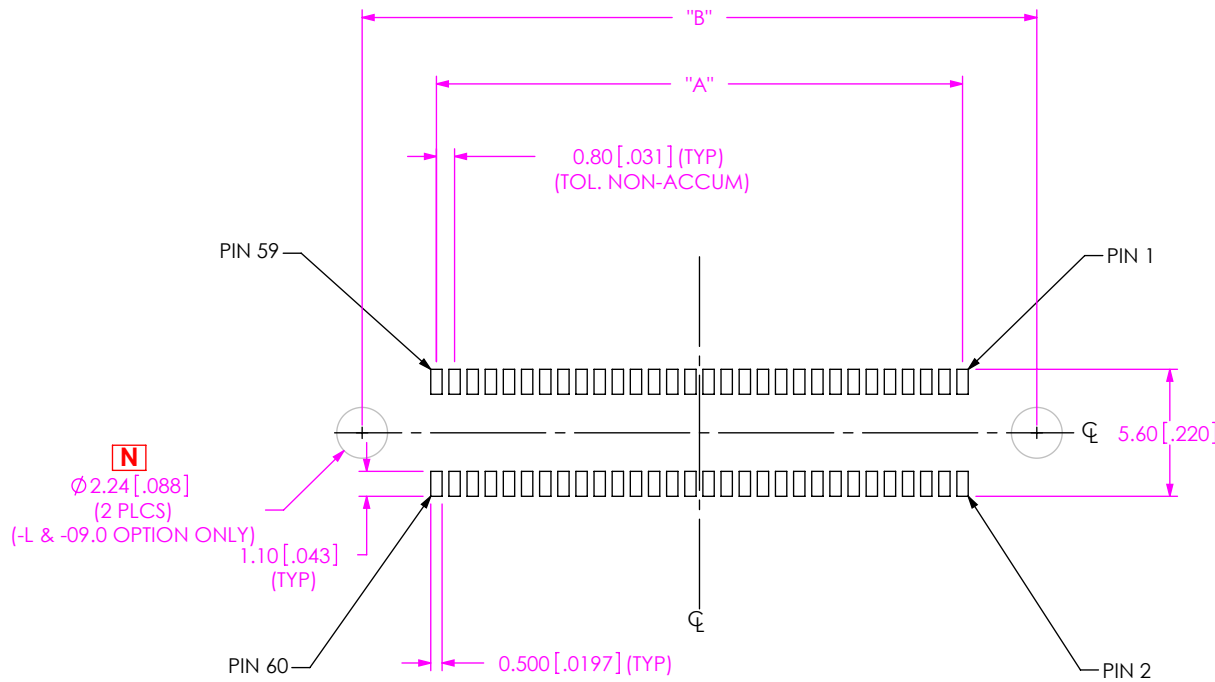 "B"
"A"
0.80 [.031] (TYP)
(TOL. NON-ACCUM)
PIN 59
PIN 1
N
Ø2.24 [.088]
(2 PLCS)
(-L & -09.0 OPTION ONLY)
℄ 5.60 [.220]
1.10 [.043]
(TYP)
℄
PIN 60
0.500 [.0197] (TYP)
PIN 2